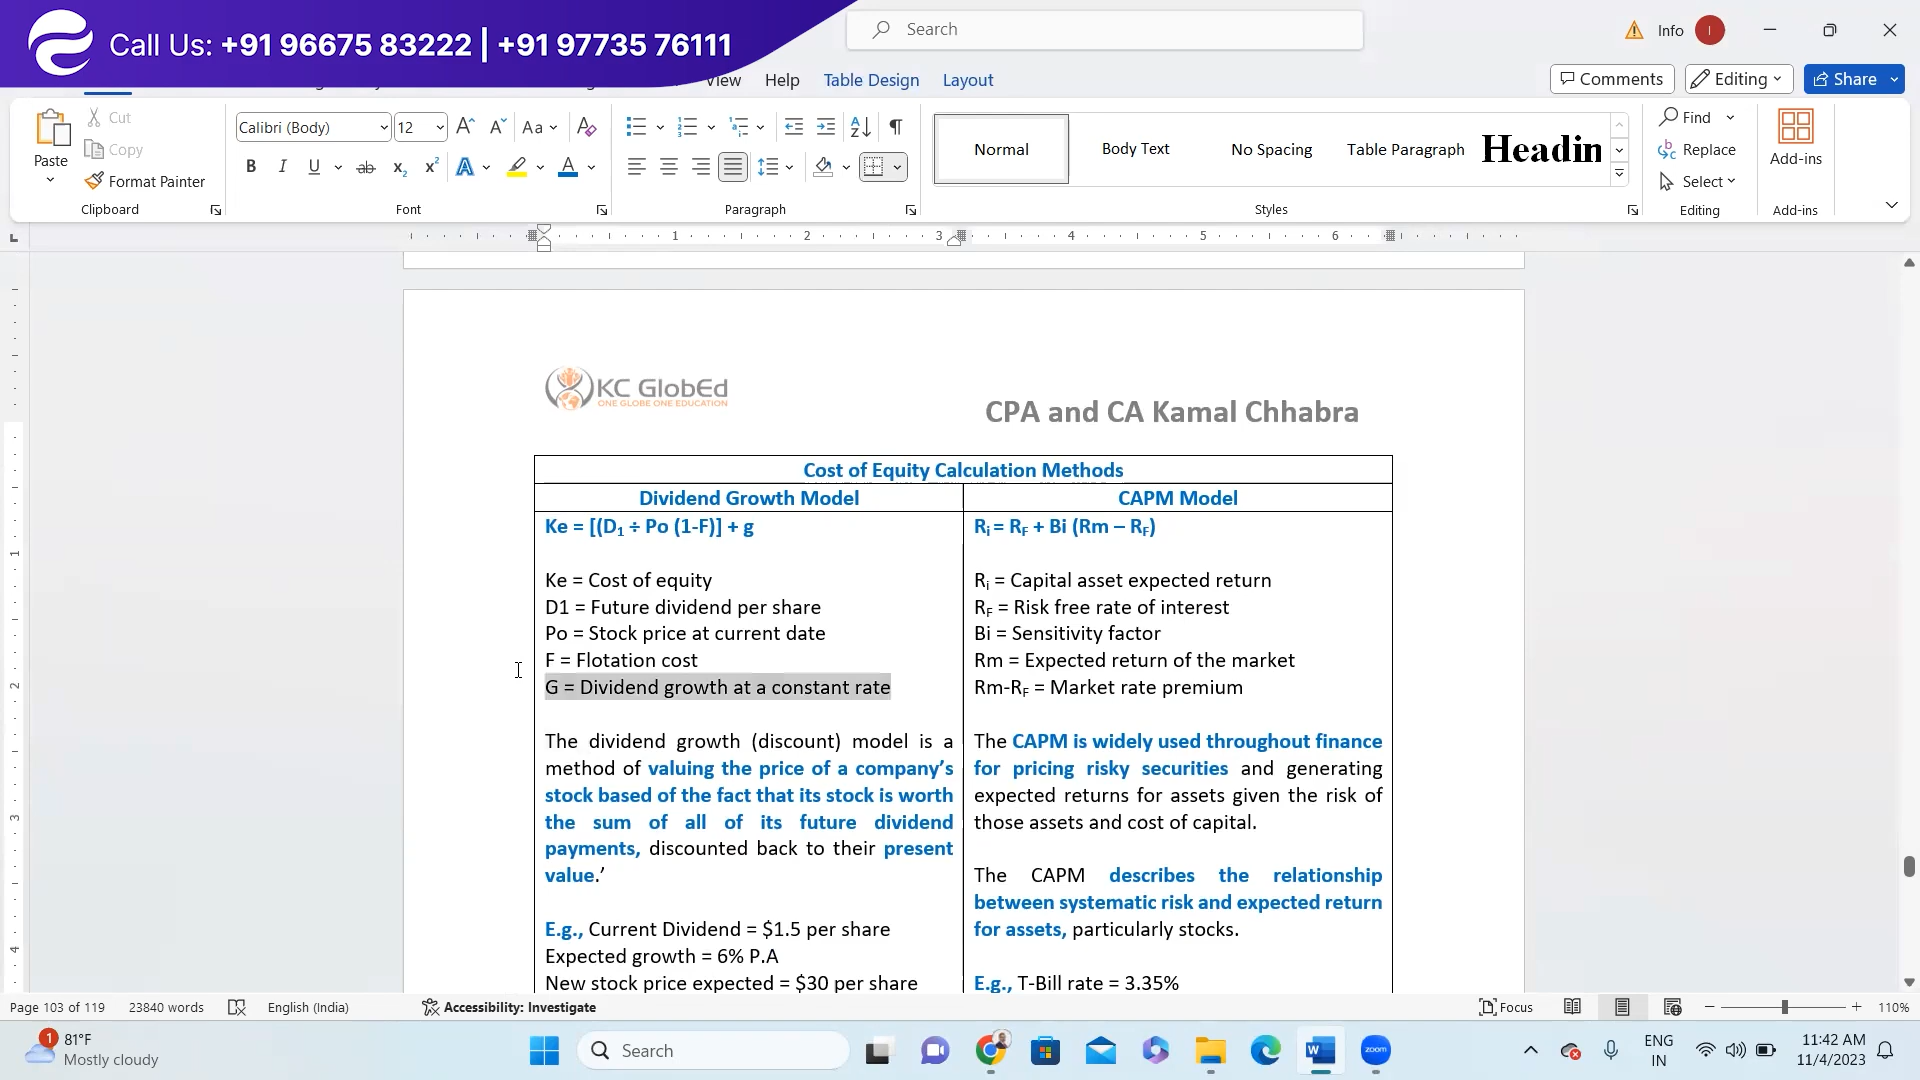 Call Us: +91 96675 83222 | +91 97735 76111
Search
Info
I
View
Help
Table Design
Layout
Comments
Editing
Share
Paste
Cut
Copy
Format Painter
Clipboard
Calibri (Body)
12
Font
Paragraph
Normal
Body Text
No Spacing
Table Paragraph
Headin
Styles
Find
Replace
Select
Editing
Add-ins
Add-ins
1 2 3 4 5 6
KC GlobEd
ONE GLOBE ONE EDUCATION
CPA and CA Kamal Chhabra
Cost of Equity Calculation Methods
Dividend Growth Model
Ke = [(D₁ ÷ Po (1-F)] + g
Ke = Cost of equity
D1 = Future dividend per share
Po = Stock price at current date
F = Flotation cost
G = Dividend growth at a constant rate
The dividend growth (discount) model is a
method of valuing the price of a company’s
stock based of the fact that its stock is worth
the sum of all of its future dividend
payments, discounted back to their present
value.’
E.g., Current Dividend = $1.5 per share
Expected growth = 6% P.A
New stock price expected = $30 per share
CAPM Model
Rᵢ = R_F + Bi (Rm – R_F)
Rᵢ = Capital asset expected return
R_F = Risk free rate of interest
Bi = Sensitivity factor
Rm = Expected return of the market
Rm-R_F = Market rate premium
The CAPM is widely used throughout finance
for pricing risky securities and generating
expected returns for assets given the risk of
those assets and cost of capital.
The CAPM describes the relationship
between systematic risk and expected return
for assets, particularly stocks.
E.g., T-Bill rate = 3.35%
Page 103 of 119
23840 words
English (India)
Accessibility: Investigate
Focus
110%
1
81°F
Mostly cloudy
Search
zoom
ENG
IN
11:42 AM
11/4/2023